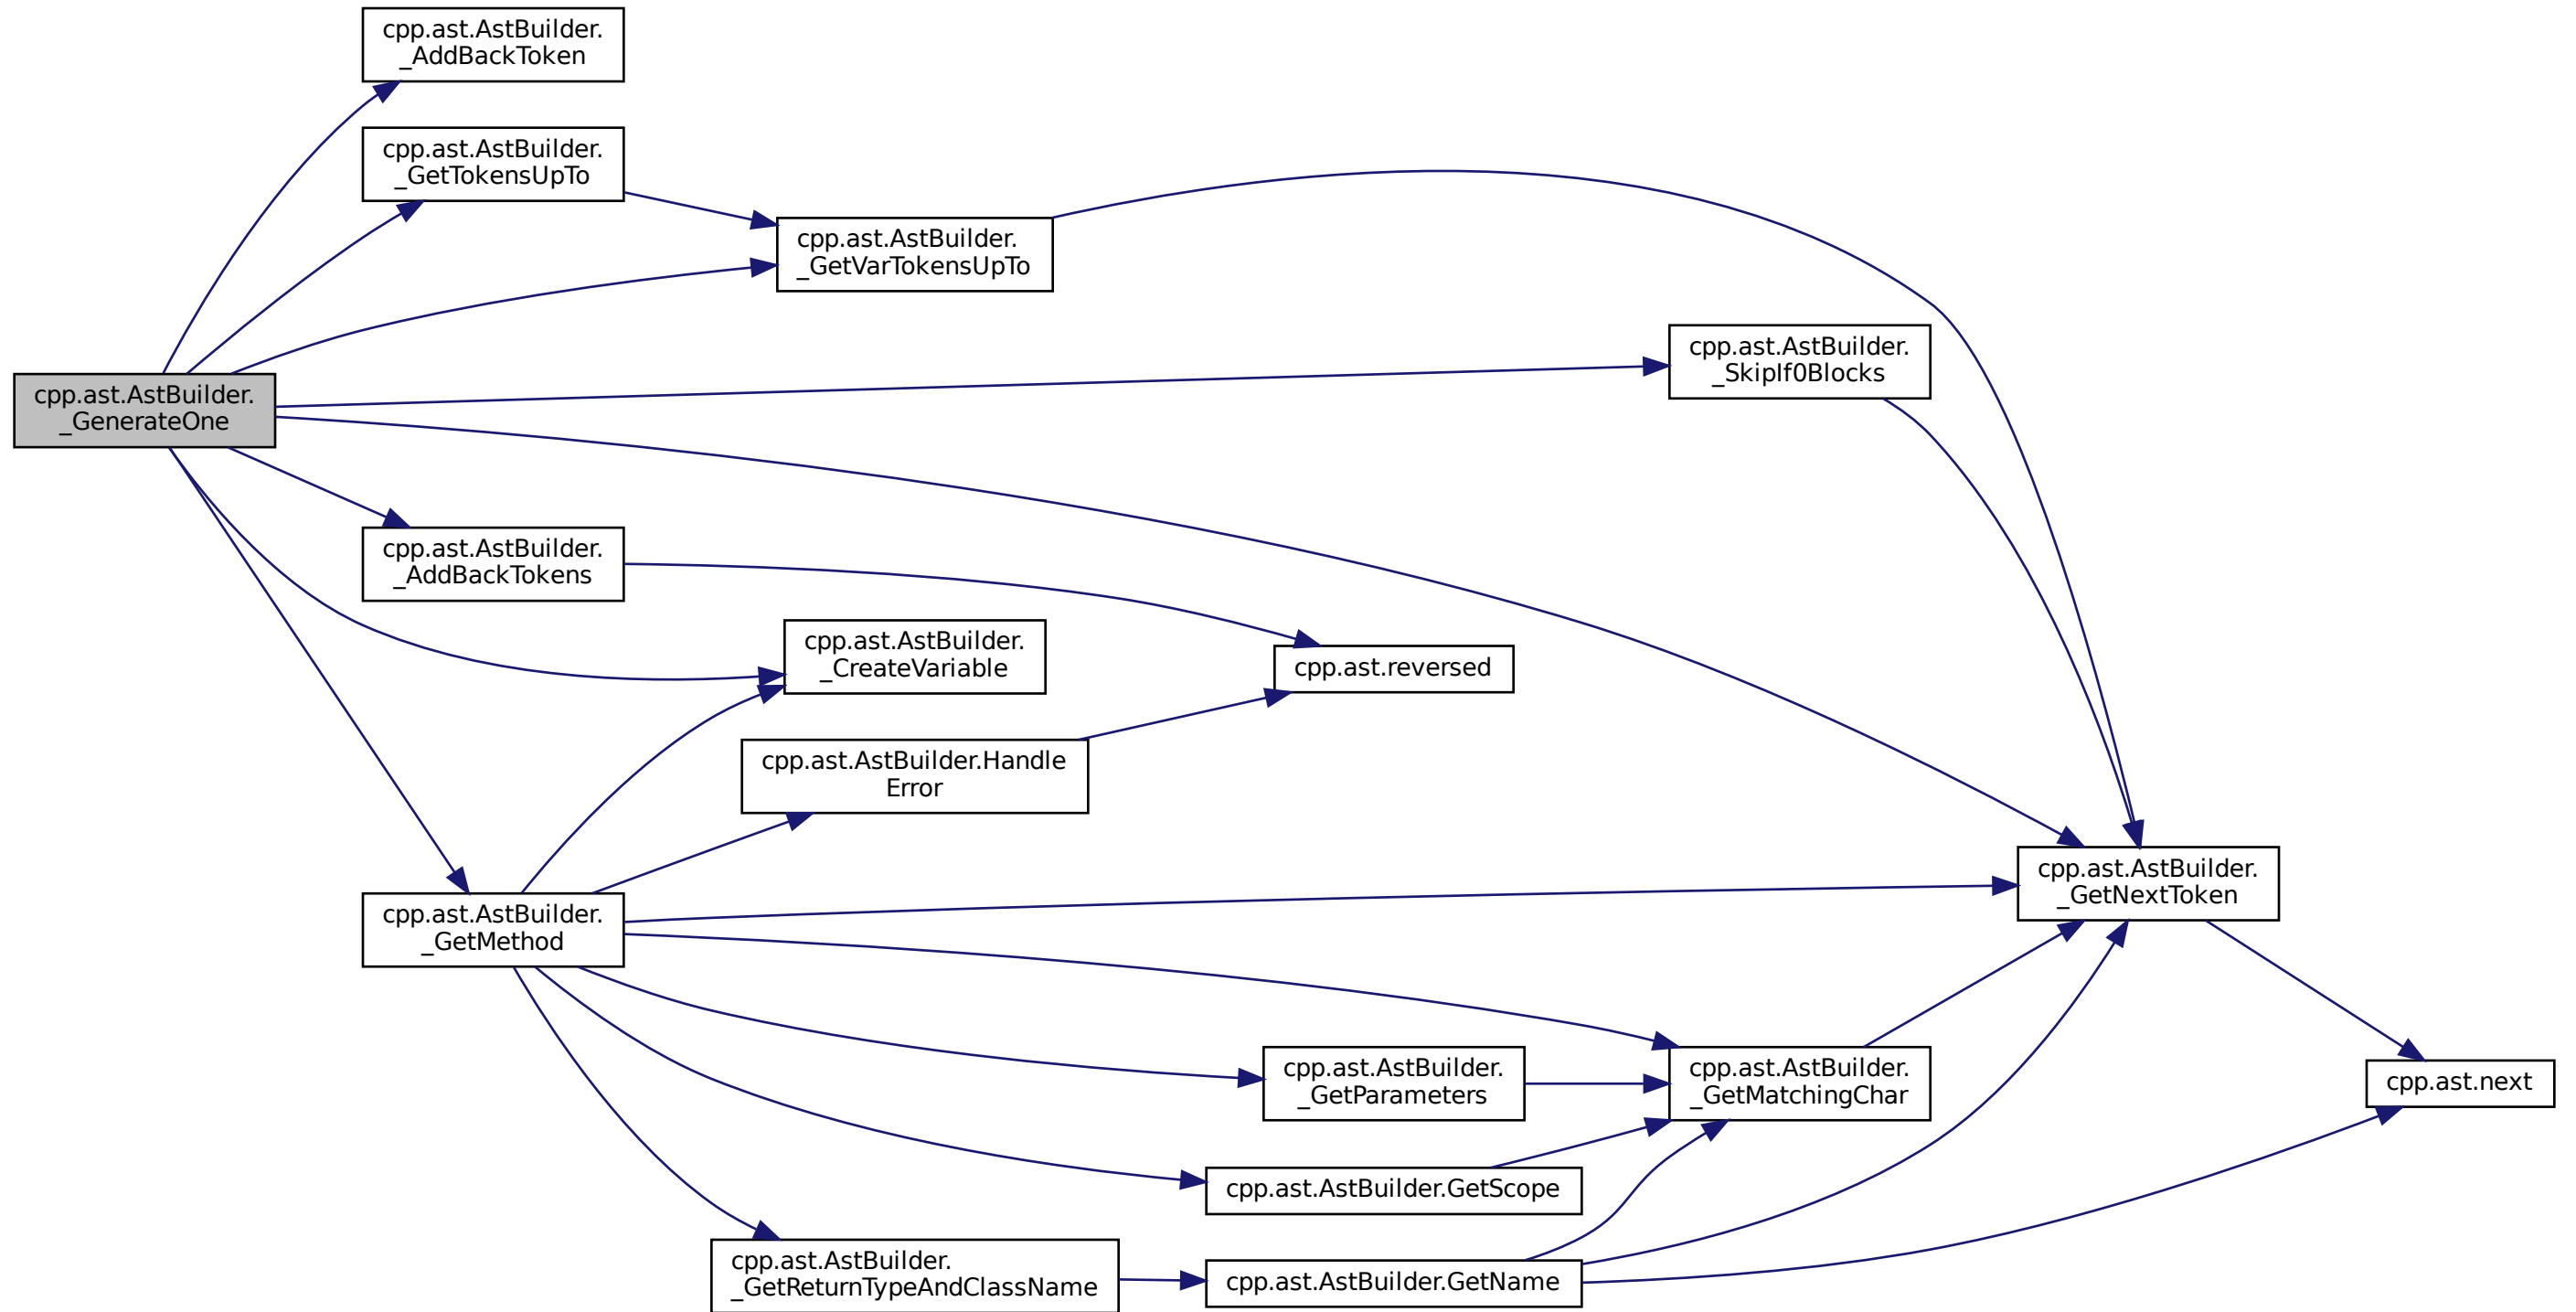 cpp.ast.AstBuilder.
_AddBackToken
cpp.ast.AstBuilder.
_GetTokensUpTo
cpp.ast.AstBuilder.
_GetVarTokensUpTo
cpp.ast.AstBuilder.
_SkipIf0Blocks
cpp.ast.AstBuilder.
_GenerateOne
cpp.ast.AstBuilder.
_AddBackTokens
cpp.ast.AstBuilder.
_CreateVariable
cpp.ast.reversed
cpp.ast.AstBuilder.Handle
Error
cpp.ast.AstBuilder.
_GetNextToken
cpp.ast.AstBuilder.
_GetMethod
cpp.ast.AstBuilder.
_GetParameters
cpp.ast.AstBuilder.
_GetMatchingChar
cpp.ast.next
cpp.ast.AstBuilder.GetScope
cpp.ast.AstBuilder.
_GetReturnTypeAndClassName
cpp.ast.AstBuilder.GetName